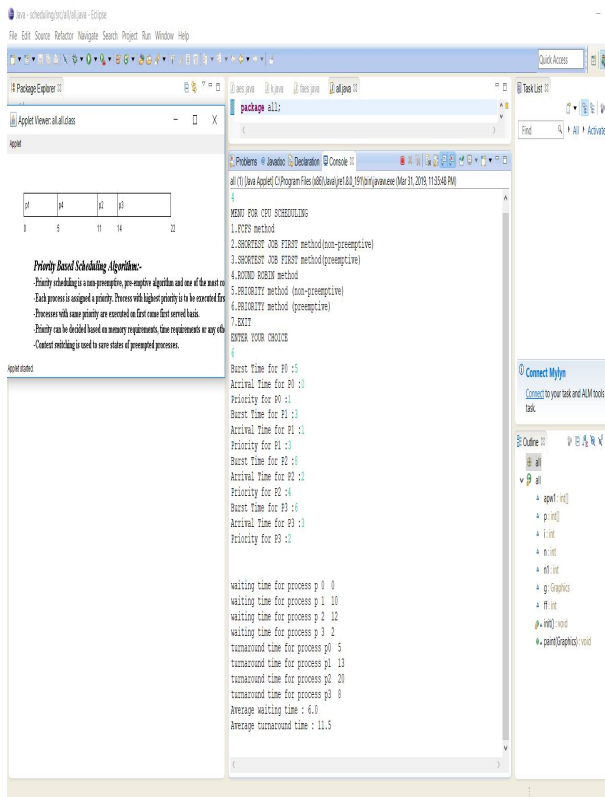 Java - scheduling/src/all/all.java - Eclipse
File Edit Source Refactor Navigate Search Project Run Window Help
Quick Access
Package Explorer
Applet Viewer: all.all.class
Applet
p1 p4 p2 p3
0 5 11 14 22
Priority Based Scheduling Algorithm:-
-Priority scheduling is a non-preemptive, pre-emptive algorithm and one of the most co
-Each process is assigned a priority. Process with highest priority is to be executed firs
-Processes with same priority are executed on first come first served basis.
-Priority can be decided based on memory requirements, time requirements or any oth
-Context switching is used to save states of preempted processes.
Applet started.
aes.java k.java faes.java all.java
package all;
Problems Javadoc Declaration Console
all (1) [Java Applet] C:\Program Files (x86)\Java\jre1.8.0_191\bin\javaw.exe (Mar 31, 2019, 11:35:48 PM)
4
MENU FOR CPU SCHEDULING
1.FCFS method
2.SHORTEST JOB FIRST method(non-preemptive)
3.SHORTEST JOB FIRST method(preemptive)
4.ROUND ROBIN method
5.PRIORITY method (non-preemptive)
6.PRIORITY method (preemptive)
7.EXIT
ENTER YOUR CHOICE
6
Burst Time for P0 :5
Arrival Time for P0 :0
Priority for P0 :1
Burst Time for P1 :3
Arrival Time for P1 :1
Priority for P1 :3
Burst Time for P2 :8
Arrival Time for P2 :2
Priority for P2 :4
Burst Time for P3 :6
Arrival Time for P3 :3
Priority for P3 :2
waiting time for process p 0 0
waiting time for process p 1 10
waiting time for process p 2 12
waiting time for process p 3 2
turnaround time for process p0 5
turnaround time for process p1 13
turnaround time for process p2 20
turnaround time for process p3 8
Average waiting time : 6.0
Average turnaround time : 11.5
Task List
Find All Activate
Connect Mylyn
Connect to your task and ALM tools
task.
Outline
all
all
apw1 : int[]
p : int[]
i : int
n : int
n1 : int
g : Graphics
ff : int
init() : void
paint(Graphics) : void